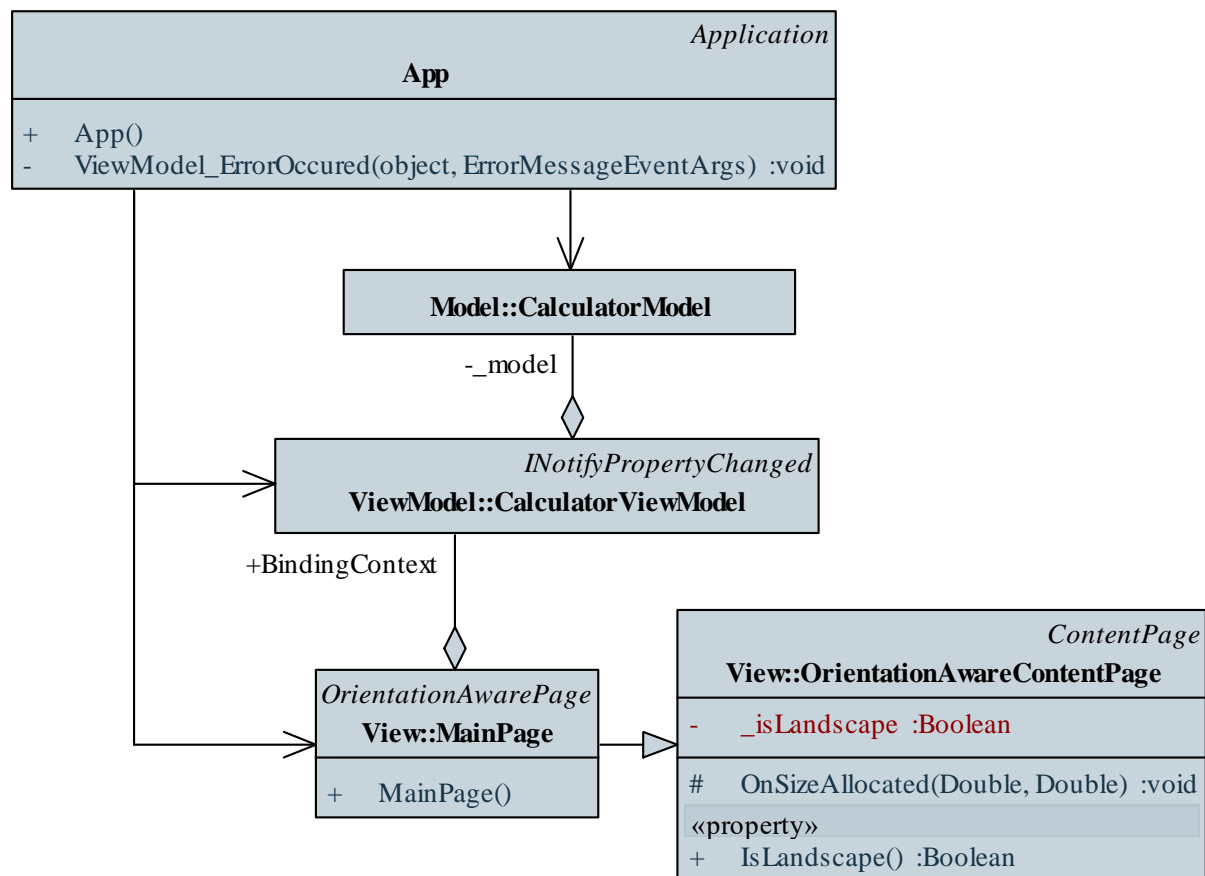 Application
App
+ App()
- ViewModel_ErrorOccured(object, ErrorMessageEventArgs) :void
Model::CalculatorModel
-_model
INotifyPropertyChanged
ViewModel::CalculatorViewModel
+BindingContext
OrientationAwarePage
View::MainPage
+ MainPage()
ContentPage
View::OrientationAwareContentPage
- _isLandscape :Boolean
# OnSizeAllocated(Double, Double) :void
«property»
+ IsLandscape() :Boolean